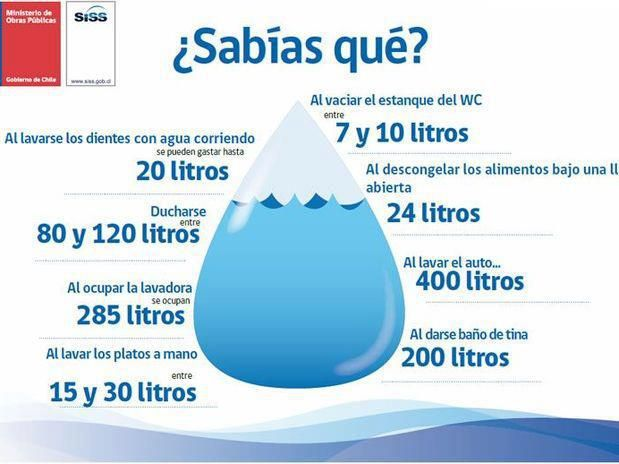 Ministerio de
Obras Públicas
Gobierno de Chile
SISS
www.siss.gob.cl
¿Sabías qué?
Al vaciar el estanque del WC
entre
7 y 10 litros
Al lavarse los dientes con agua corriendo
se pueden gastar hasta
20 litros
Al descongelar los alimentos bajo una ll
abierta
24 litros
Ducharse
entre
80 y 120 litros
Al lavar el auto...
400 litros
Al ocupar la lavadora
se ocupan
285 litros
Al darse baño de tina
200 litros
Al lavar los platos a mano
entre
15 y 30 litros